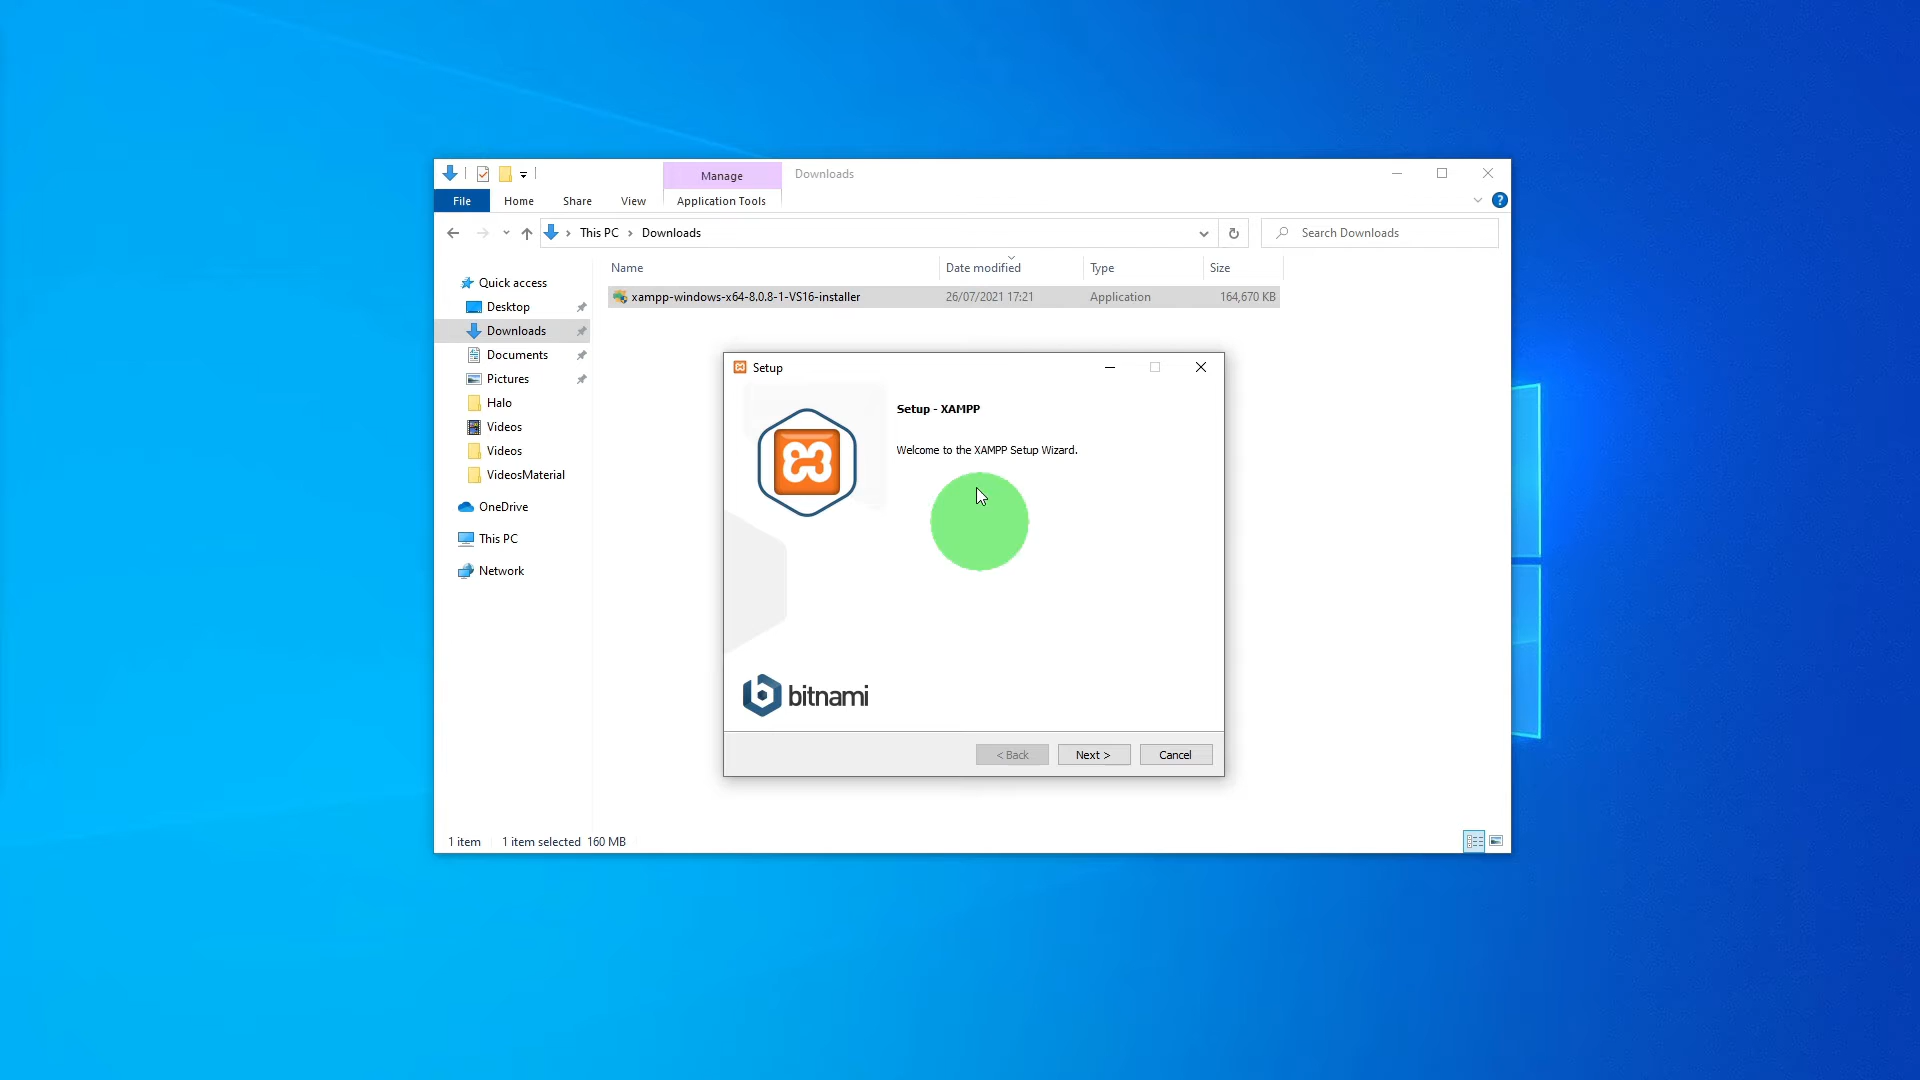 Manage
Downloads
File
Home
Share
View
Application Tools
?
This PC
Downloads
Search Downloads
Name
Date modified
Type
Size
xampp-windows-x64-8.0.8-1-VS16-installer
26/07/2021 17:21
Application
164,670 KB
Quick access
Desktop
Downloads
Documents
Pictures
Halo
Videos
Videos
VideosMaterial
OneDrive
This PC
Network
Setup
Setup - XAMPP
Welcome to the XAMPP Setup Wizard.
bitnami
< Back
Next >
Cancel
1 item
1 item selected 160 MB